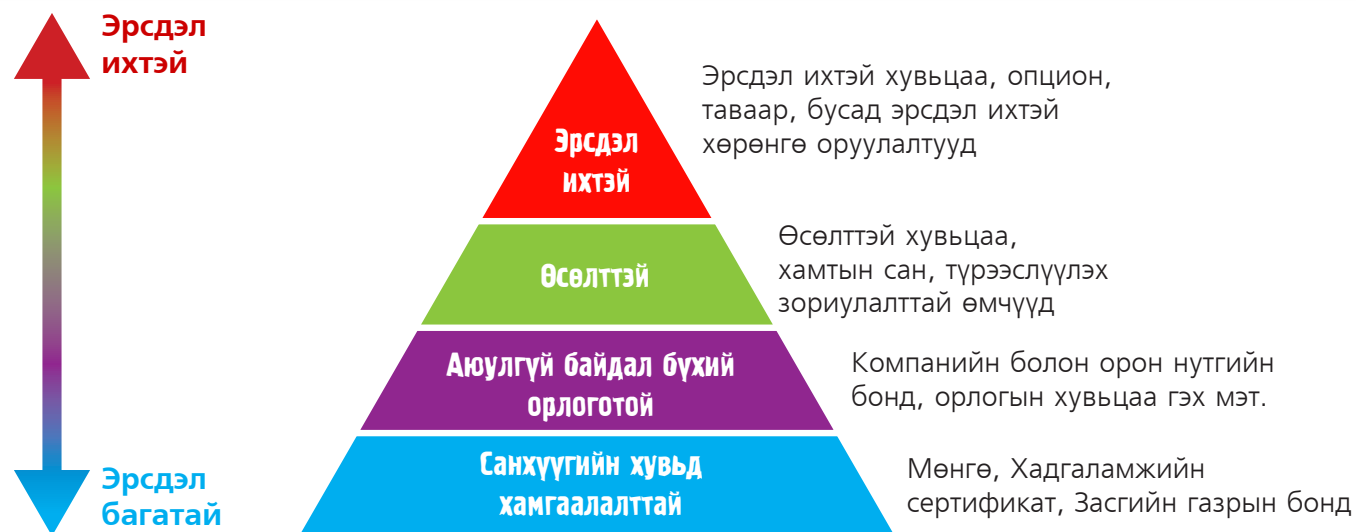 Эрсдэл
ихтэй
Эрсдэл ихтэй хувьцаа, опцион,
таваар, бусад эрсдэл ихтэй
хөрөнгө оруулалтууд
Эрсдэл
ихтэй
Өсөлттэй хувьцаа,
хамтын сан, түрээслүүлэх
зориулалттай өмчүүд
Өсөлттэй
Аюулгүй байдал бүхий
орлоготой
Компанийн болон орон нутгийн
бонд, орлогын хувьцаа гэх мэт.
Санхүүгийн хувьд
хамгаалалттай
Мөнгө, Хадгаламжийн
сертификат, Засгийн газрын бонд
Эрсдэл
багатай